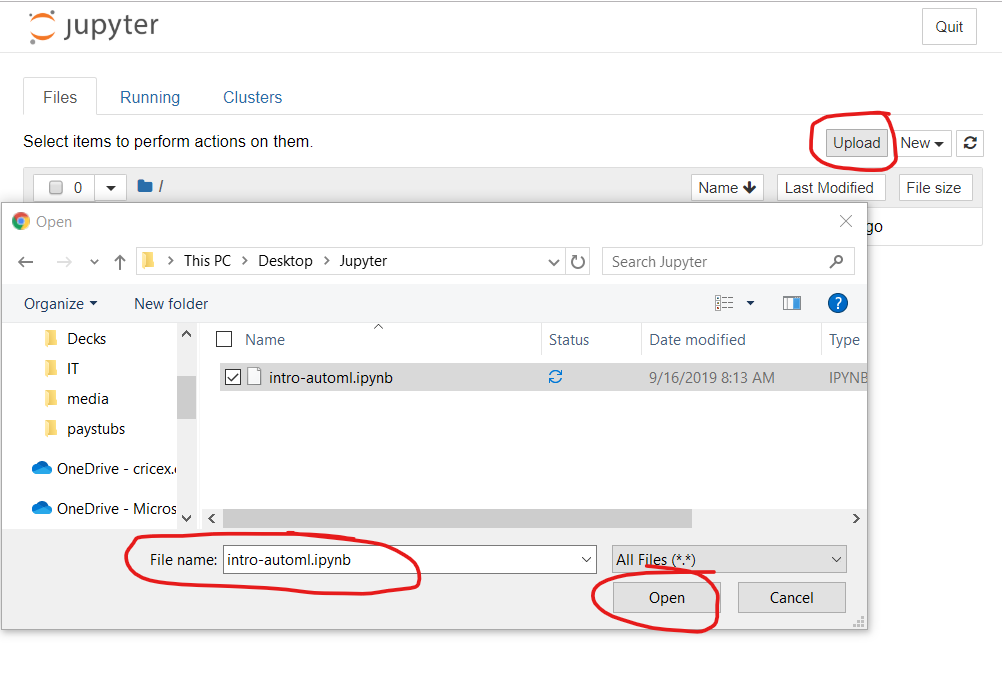 jupyter
Quit
Files Running Clusters
Select items to perform actions on them.
Upload New
0 /
Name Last Modified File size
go
Open
This PC > Desktop > Jupyter
Search Jupyter
Organize New folder
?
Decks
IT
media
paystubs
OneDrive - cricex.
OneDrive - Micros
Name Status Date modified Type
intro-automl.ipynb 9/16/2019 8:13 AM IPYNB
File name: intro-automl.ipynb
All Files (*.*)
Open Cancel